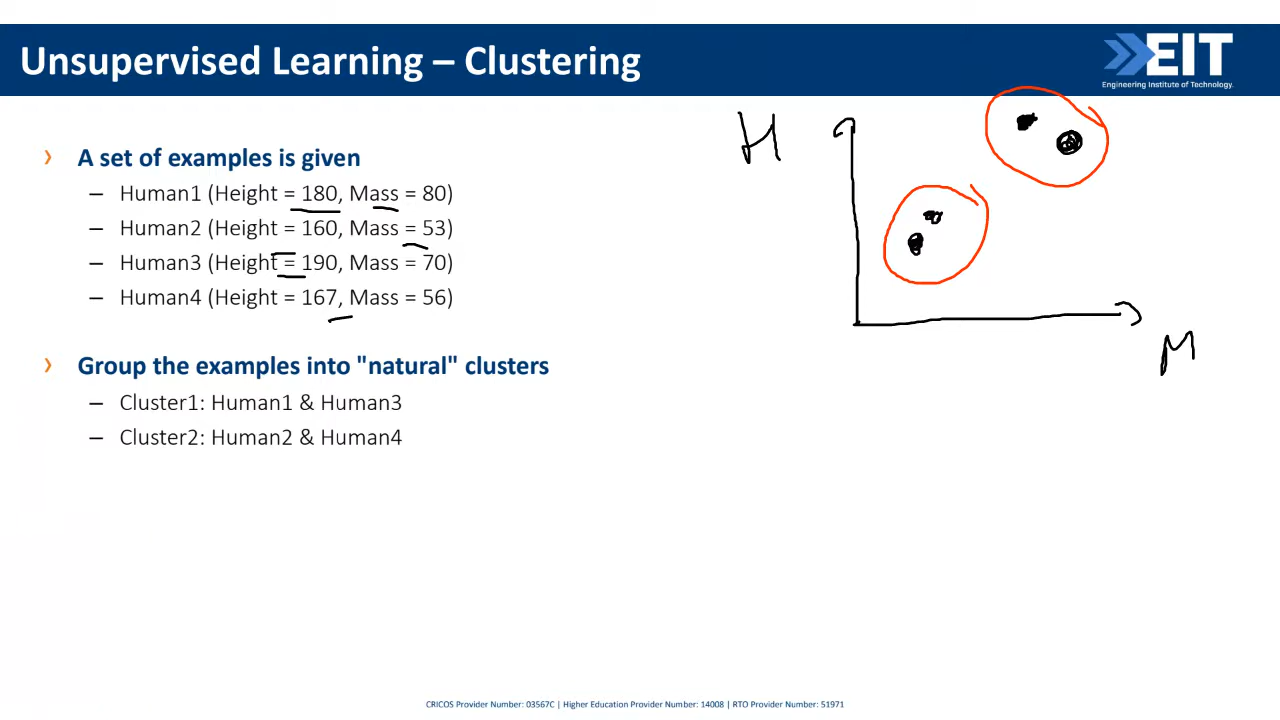 Unsupervised Learning – Clustering
EIT
Engineering Institute of Technology.
› A set of examples is given
– Human1 (Height = 180, Mass = 80)
– Human2 (Height = 160, Mass = 53)
– Human3 (Height = 190, Mass = 70)
– Human4 (Height = 167, Mass = 56)
› Group the examples into "natural" clusters
– Cluster1: Human1 & Human3
– Cluster2: Human2 & Human4
H
M
CRICOS Provider Number: 03567C | Higher Education Provider Number: 14008 | RTO Provider Number: 51971